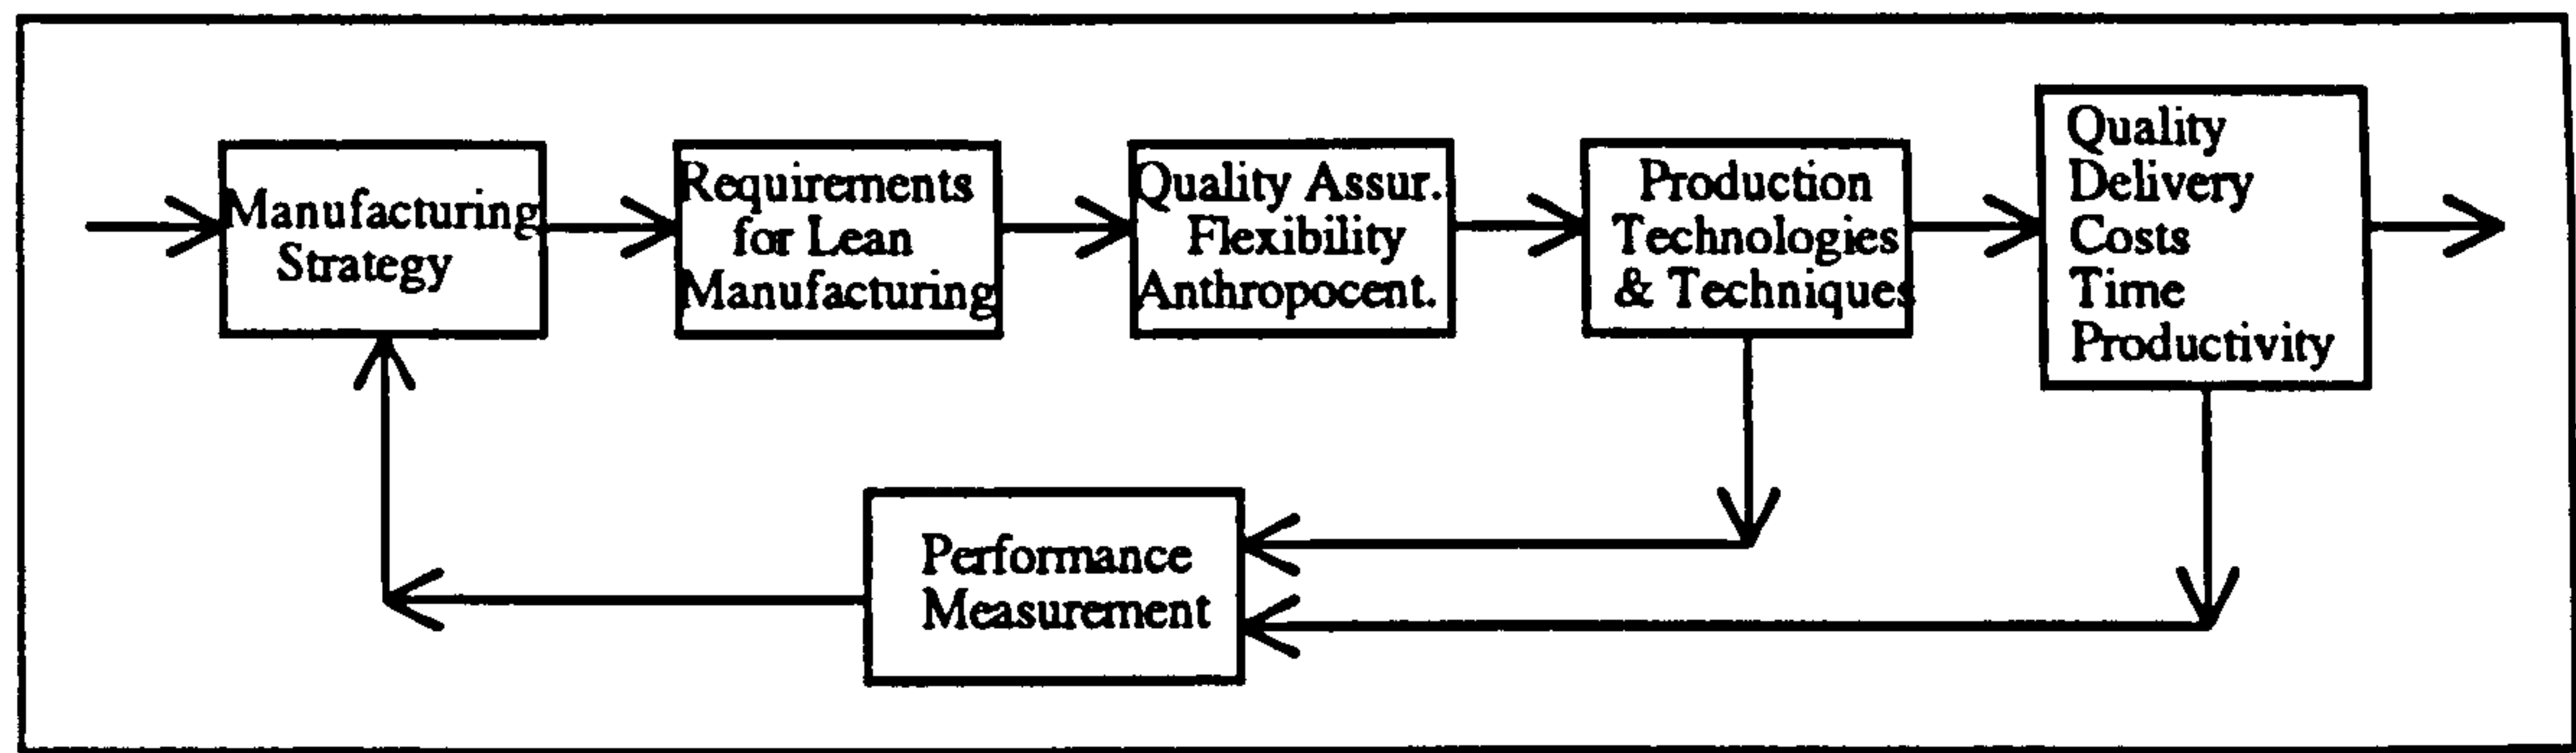 Manufacturing
Strategy
Requirements
for Lean
Manufacturing
Quality Assur.
Flexibility
Anthropocent.
Production
Technologies
& Techniques
Quality
Delivery
Costs
Time
Productivity
Performance
Measurement